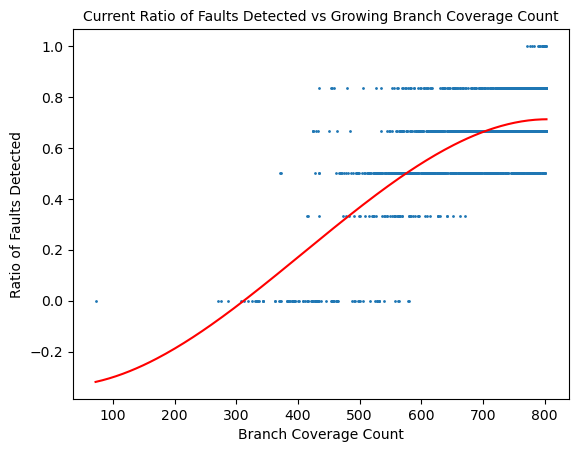 Current Ratio of Faults Detected vs Growing Branch Coverage Count
1.0
0.8
0.6
0.4
0.2
0.0
−0.2
Ratio of Faults Detected
100 200 300 400 500 600 700 800
Branch Coverage Count